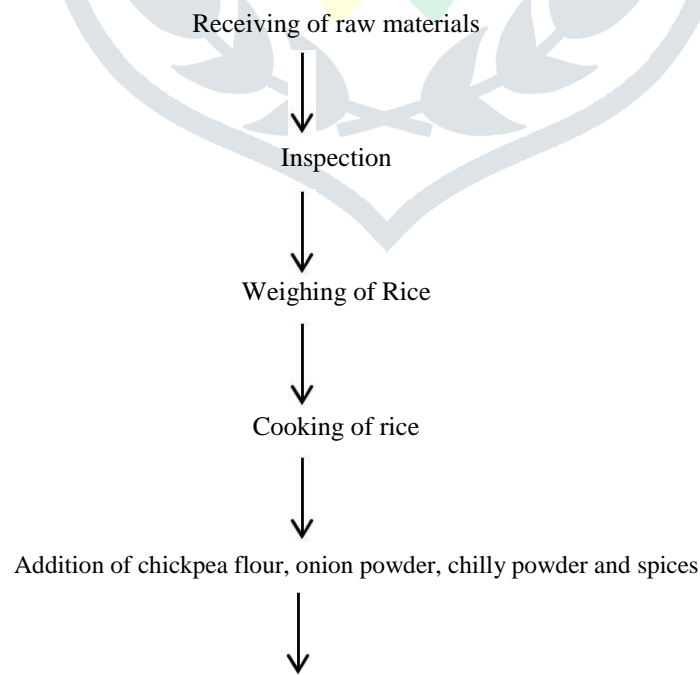 Receiving of raw materials
Inspection
Weighing of Rice
Cooking of rice
Addition of chickpea flour, onion powder, chilly powder and spices